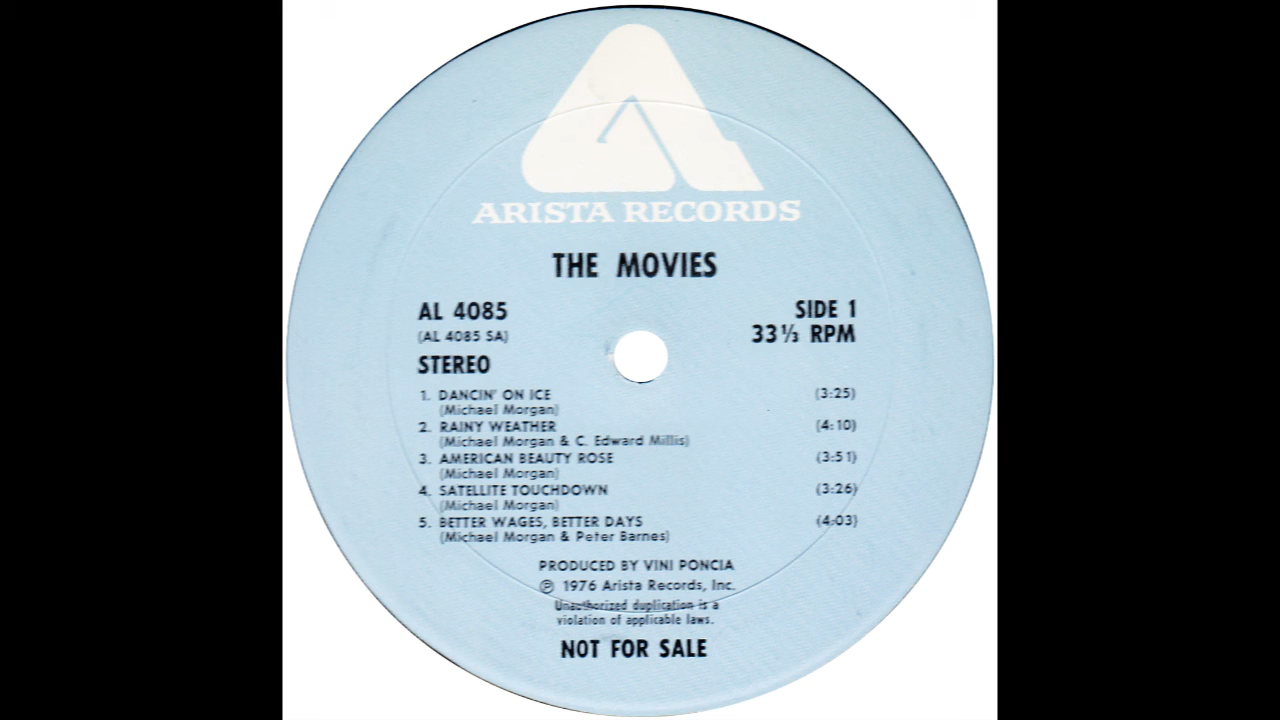 ARISTA RECORDS
THE MOVIES
AL 4085
SIDE 1
(AL 4085 SA)
33⅓ RPM
STEREO
1. DANCIN' ON ICE (3:25)
(Michael Morgan)
2. RAINY WEATHER (4:10)
(Michael Morgan & C. Edward Millis)
3. AMERICAN BEAUTY ROSE (3:51)
(Michael Morgan)
4. SATELLITE TOUCHDOWN (3:26)
(Michael Morgan)
5. BETTER WAGES, BETTER DAYS (4:03)
(Michael Morgan & Peter Barnes)
PRODUCED BY VINI PONCIA
℗ 1976 Arista Records, Inc.
Unauthorized duplication is a
violation of applicable laws.
NOT FOR SALE